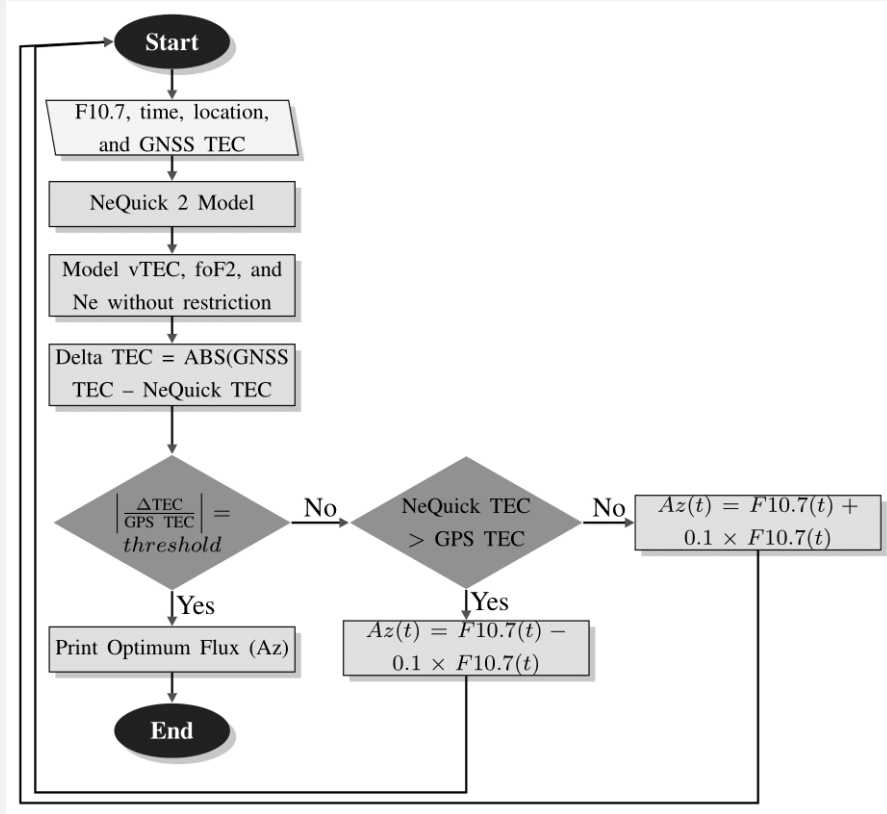 Start
F10.7, time, location,
and GNSS TEC
NeQuick 2 Model
Model vTEC, foF2, and
Ne without restriction
Delta TEC = ABS(GNSS
TEC – NeQuick TEC
|ΔTEC/GPS TEC| =
threshold
No
NeQuick TEC
> GPS TEC
No
Az(t) = F10.7(t) +
0.1 × F10.7(t)
Yes
Yes
Az(t) = F10.7(t) −
0.1 × F10.7(t)
Print Optimum Flux (Az)
End